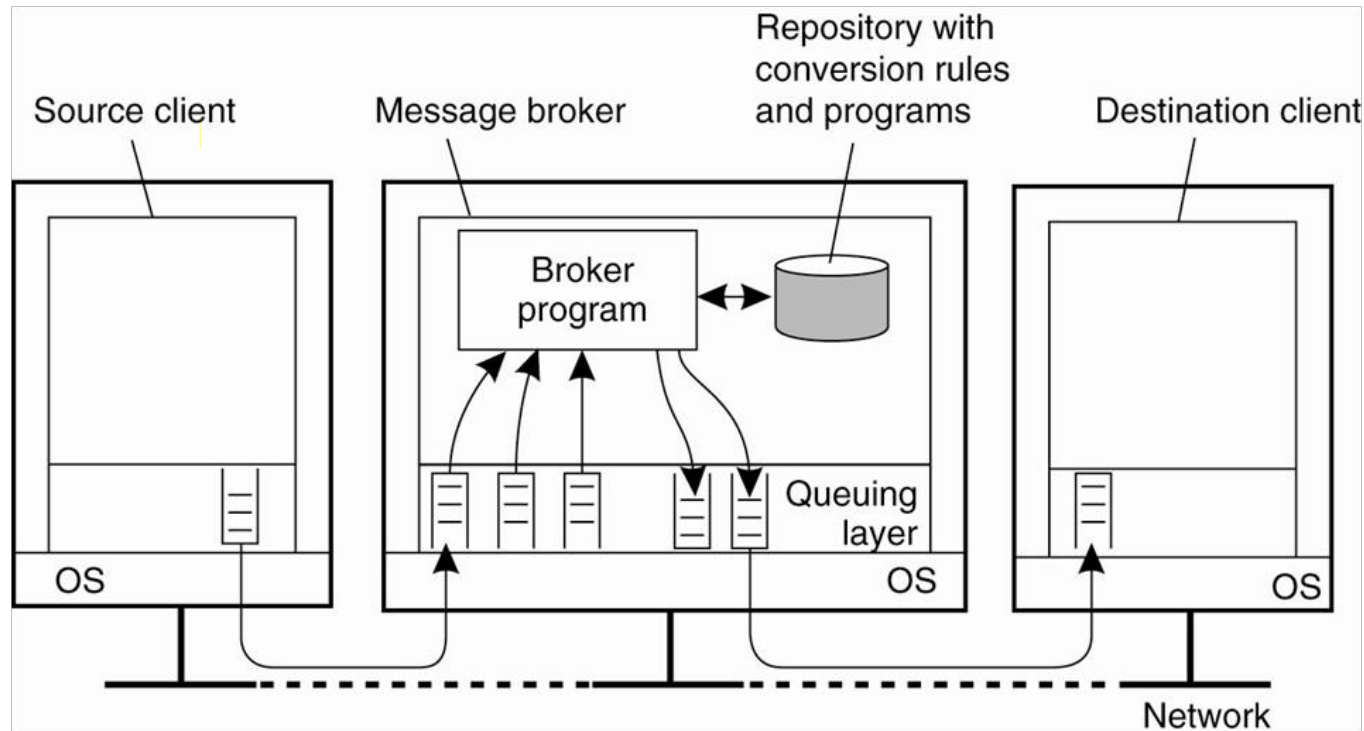 Source client
Message broker
Repository with
conversion rules
and programs
Destination client
Broker
program
Queuing
layer
OS
OS
OS
Network